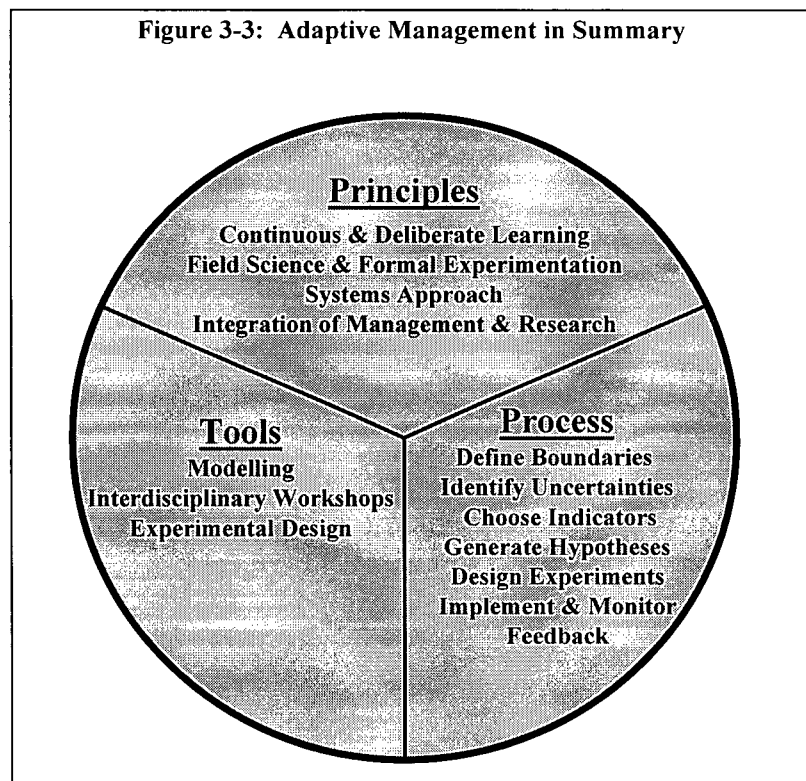 Figure 3-3: Adaptive Management in Summary
Principles
Continuous & Deliberate Learning
Field Science & Formal Experimentation
Systems Approach
Integration of Management & Research
Tools
Modelling
Interdisciplinary Workshops
Experimental Design
Process
Define Boundaries
Identify Uncertainties
Choose Indicators
Generate Hypotheses
Design Experiments
Implement & Monitor
Feedback